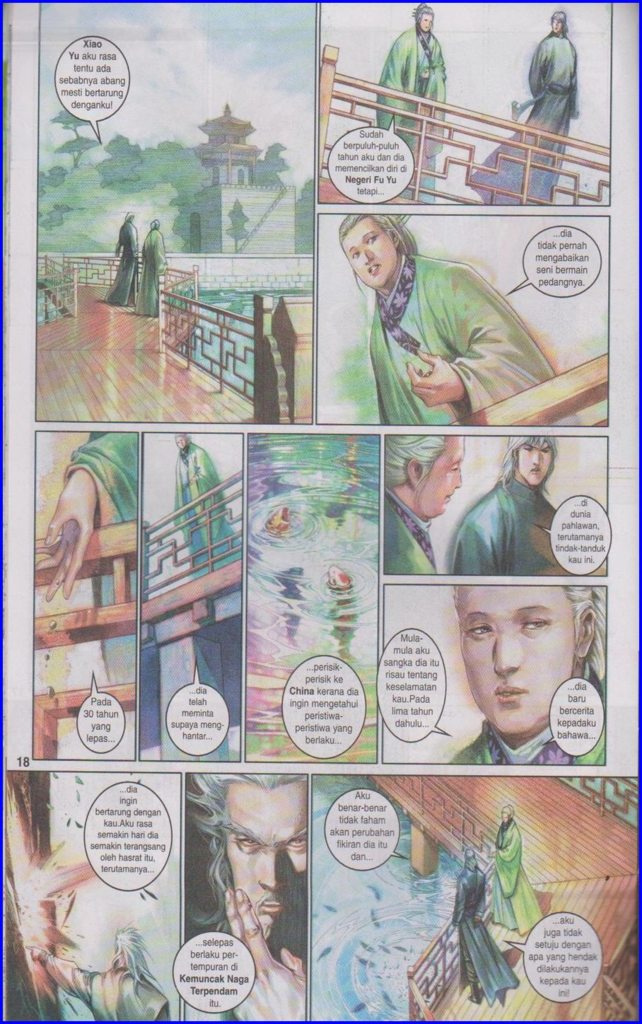 Xiao
Yu aku rasa
tentu ada
sebabnya abang
mesti bertarung
denganku!
Sudah
berpuluh-puluh
tahun aku dan dia
memencilkan diri di
Negeri Fu Yu
tetapi...
...dia
tidak pernah
mengabaikan
seni bermain
pedangnya.
Pada
30 tahun
yang
lepas...
...dia
telah
meminta
supaya meng-
hantar...
...perisik-
perisik ke
China kerana dia
ingin mengetahui
peristiwa-
peristiwa yang
berlaku...
...di
dunia
pahlawan,
terutamanya
tindak-tanduk
kau ini.
Mula-
mula aku
sangka dia itu
risau tentang
keselamatan
kau.Pada
lima tahun
dahulu...
...dia
baru
bercerita
kepadaku
bahawa...
18
...dia
ingin
bertarung dengan
kau.Aku rasa
semakin hari dia
semakin terangsang
oleh hasrat itu,
terutamanya...
...selepas
berlaku per-
tempuran di
Kemuncak Naga
Terpendam
itu.
Aku
benar-benar
tidak faham
akan perubahan
fikiran dia itu
dan...
...aku
juga tidak
setuju dengan
apa yang hendak
dilakukannya
kepada kau
ini!